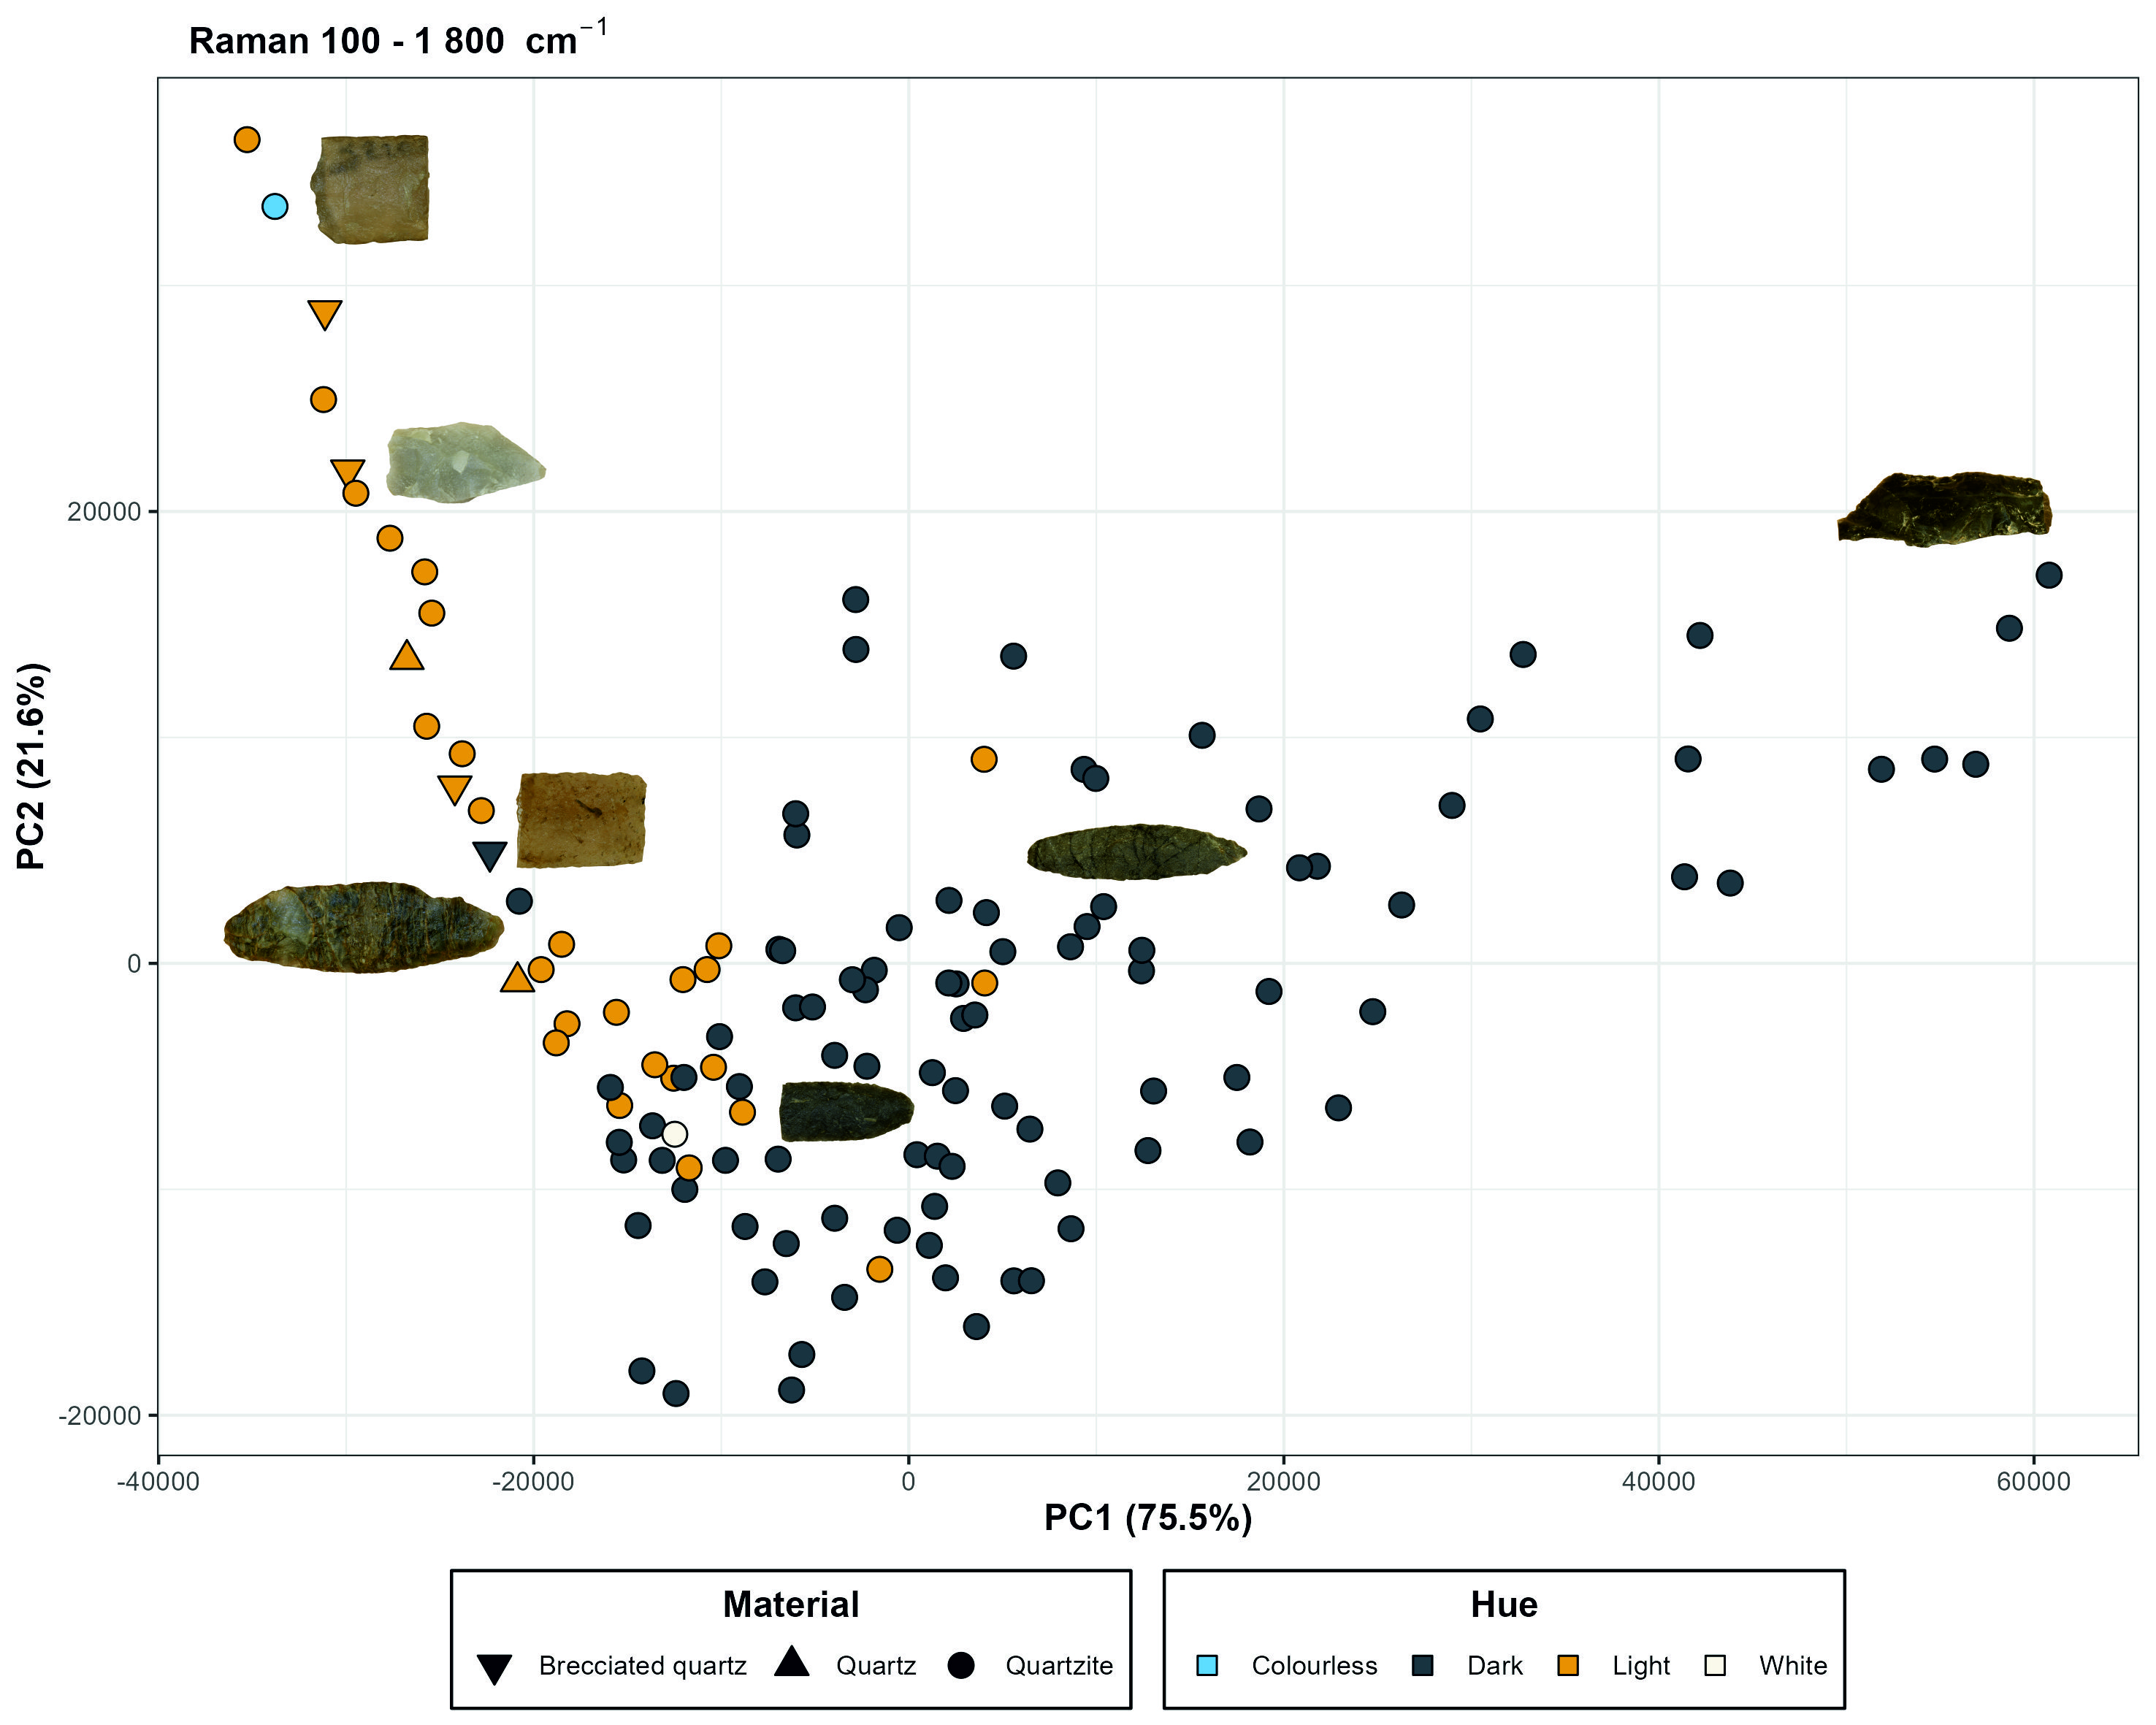 Raman 100 - 1 800 cm⁻¹
PC2 (21.6%)
20000
0
-20000
-40000 -20000 0 20000 40000 60000
PC1 (75.5%)
Material
Brecciated quartz Quartz Quartzite
Hue
Colourless Dark Light White